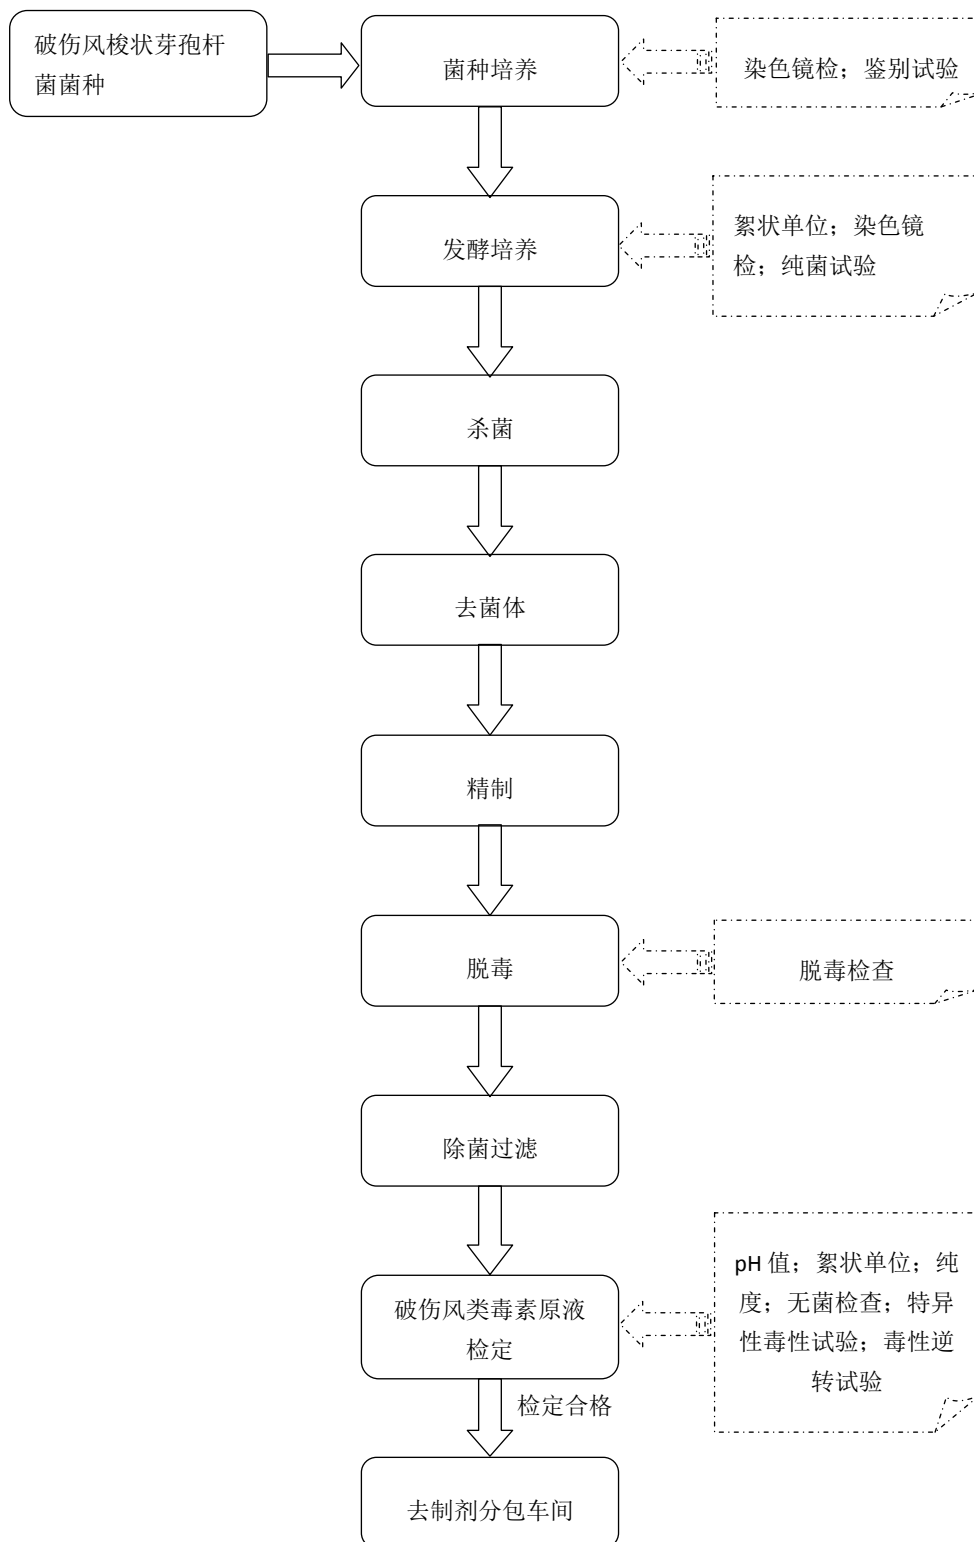 破伤风梭状芽孢杆
菌菌种
菌种培养
染色镜检；鉴别试验
发酵培养
絮状单位；染色镜
检；纯菌试验
杀菌
去菌体
精制
脱毒
脱毒检查
除菌过滤
破伤风类毒素原液
检定
pH 值；絮状单位；纯
度；无菌检查；特异
性毒性试验；毒性逆
转试验
检定合格
去制剂分包车间